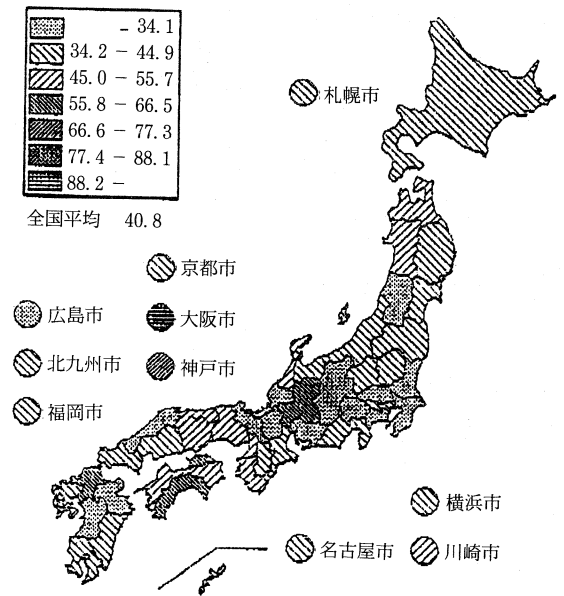 – 34.1
34.2 – 44.9
45.0 – 55.7
55.8 – 66.5
66.6 – 77.3
77.4 – 88.1
88.2 –
全国平均 40.8
札幌市
京都市
広島市
大阪市
北九州市
神戸市
福岡市
横浜市
名古屋市
川崎市